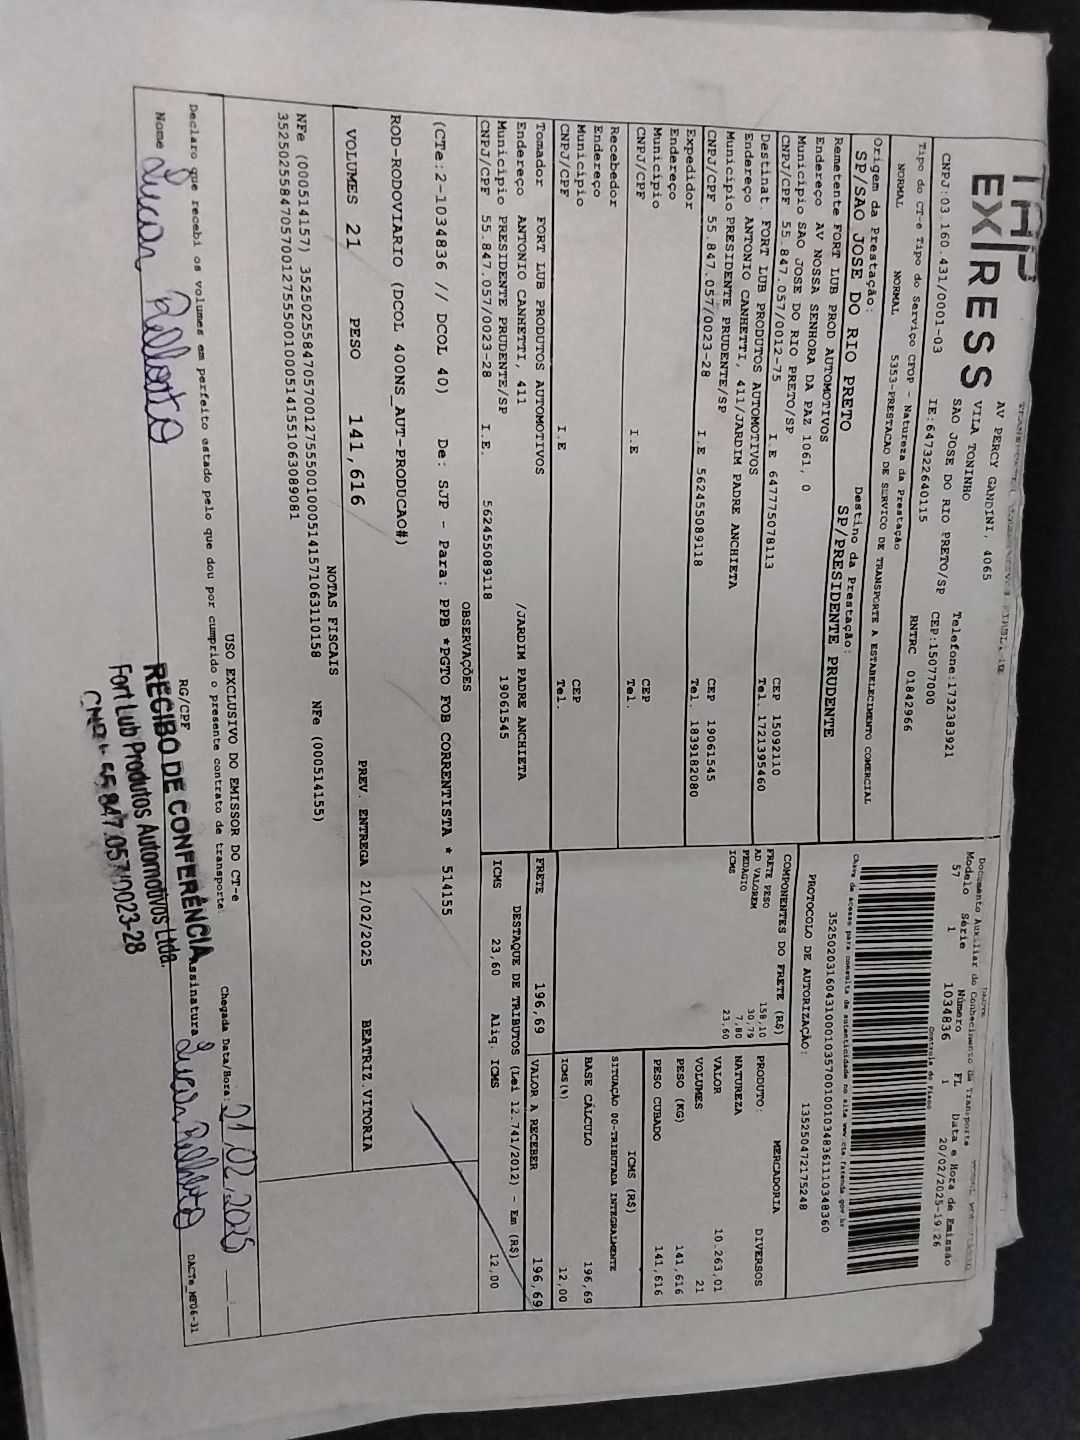 EX/RESS
AV PERCY GANDINI, 4065
VILA TONINHO
SAO JOSE DO RIO PRETO/SP
Telefone:1732383921
CEP:15077000
CNPJ:03.160.431/0001-03 IE:647322640115 RNTRC 01842966
Tipo do CT-e Tipo do Serviço CFOP - Natureza da Prestação
NORMAL NORMAL 5353-PRESTACAO DE SERVICO DE TRANSPORTE A ESTABELECIMENTO COMERCIAL
Origem da Prestação: Destino da Prestação:
SP/SAO JOSE DO RIO PRETO SP/PRESIDENTE PRUDENTE
Remetente FORT LUB PROD AUTOMOTIVOS
Endereço AV NOSSA SENHORA DA PAZ 1061, 0
Município SAO JOSE DO RIO PRETO/SP CEP 15092110
CNPJ/CPF 55.847.057/0012-75 I.E 647775078113 Tel. 1721395460
Destinat. FORT LUB PRODUTOS AUTOMOTIVOS
Endereço ANTONIO CANHETTI, 411/JARDIM PADRE ANCHIETA
Município PRESIDENTE PRUDENTE/SP CEP 19061545
CNPJ/CPF 55.847.057/0023-28 I.E 562455089118 Tel. 1839182080
Expedidor
Endereço
Município CEP
CNPJ/CPF I.E Tel.
Recebedor
Endereço
Município CEP
CNPJ/CPF I.E Tel.
Tomador FORT LUB PRODUTOS AUTOMOTIVOS
Endereço ANTONIO CANHETTI, 411 /JARDIM PADRE ANCHIETA
Município PRESIDENTE PRUDENTE/SP 19061545
CNPJ/CPF 55.847.057/0023-28 I.E. 562455089118
Documento Auxiliar do Conhecimento de Transporte
Modelo Série Número FL Data e Hora de Emissão
57 1 1034836 1 20/02/2025-19:26
Controle do Fisco
Chave de acesso para consulta de autenticidade no site www.cte.fazenda.gov.br
PROTOCOLO DE AUTORIZAÇÃO: 135250472175248
COMPONENTES DO FRETE (R$)
FRETE PESO 158,10
AD VALOREM 30,79
PEDAGIO 7,80
ICMS 23,60
MERCADORIA
PRODUTO: DIVERSOS
NATUREZA
VALOR 10.263,01
VOLUMES 21
PESO (KG) 141,616
PESO CUBADO 141,616
ICMS (R$)
SITUAÇÃO 00-TRIBUTADA INTEGRALMENTE
BASE CÁLCULO 196,69
ICMS(%) 12,00
FRETE 196,69 VALOR A RECEBER 196,69
DESTAQUE DE TRIBUTOS (Lei 12.741/2012) - Em (R$)
ICMS 23,60 Aliq. ICMS 12,00
OBSERVAÇÕES
(CTe:2-1034836 // DCOL 40) De: SJP - Para: PPB *PGTO FOB CORRENTISTA * 514155
ROD-RODOVIARIO (DCOL 400NS_AUT-PRODUCAO#)
VOLUMES 21 PESO 141,616 PREV. ENTREGA 21/02/2025 BEATRIZ.VITORIA
NOTAS FISCAIS
NFe (000514157) NFe (000514155)
USO EXCLUSIVO DO EMISSOR DO CT-e
Declaro que recebi os volumes em perfeito estado pelo que dou por cumprido o presente contrato de transporte. Chegada Data/Hora: 21.02.2025
Nome Lucas RG/CPF Assinatura Lucas
RECIBO DE CONFERÊNCIA
Fort Lub Produtos Automotivos Ltda.
CNPJ: 55.847.057/0023-28
DACTe_MF06-31